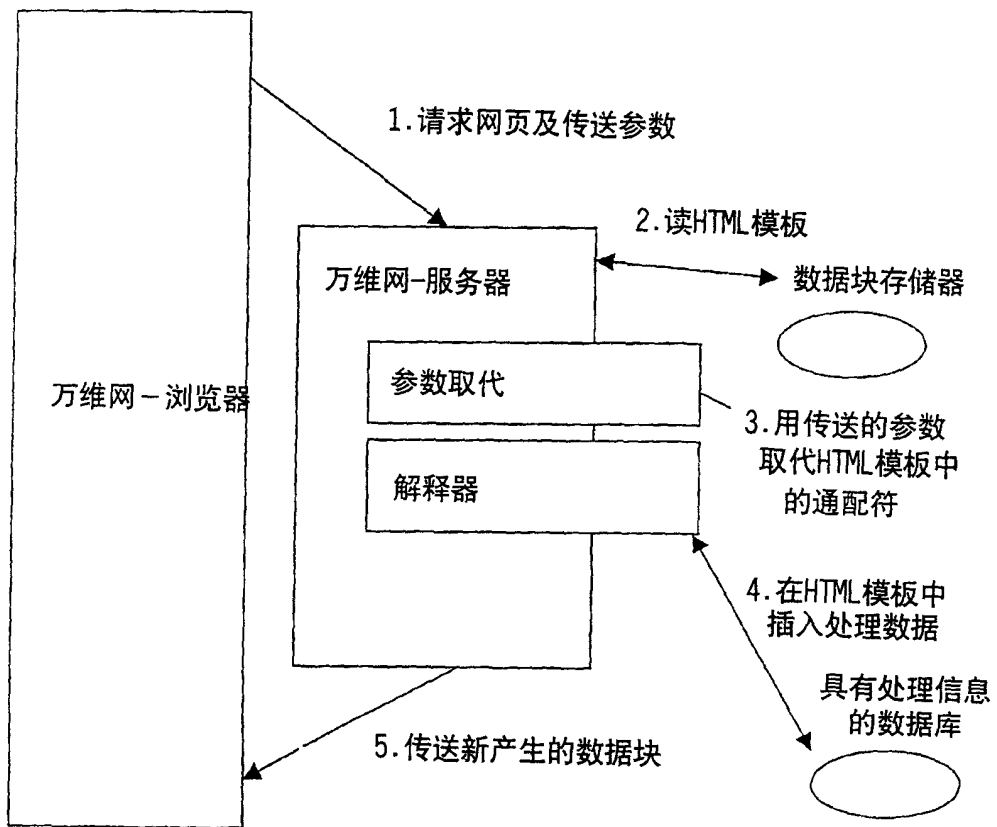 1.请求网页及传送参数
2.读HTML模板
万维网-服务器
数据块存储器
参数取代
万维网-浏览器
3.用传送的参数
取代HTML模板中
的通配符
解释器
4.在HTML模板中
插入处理数据
具有处理信息
的数据库
5.传送新产生的数据块